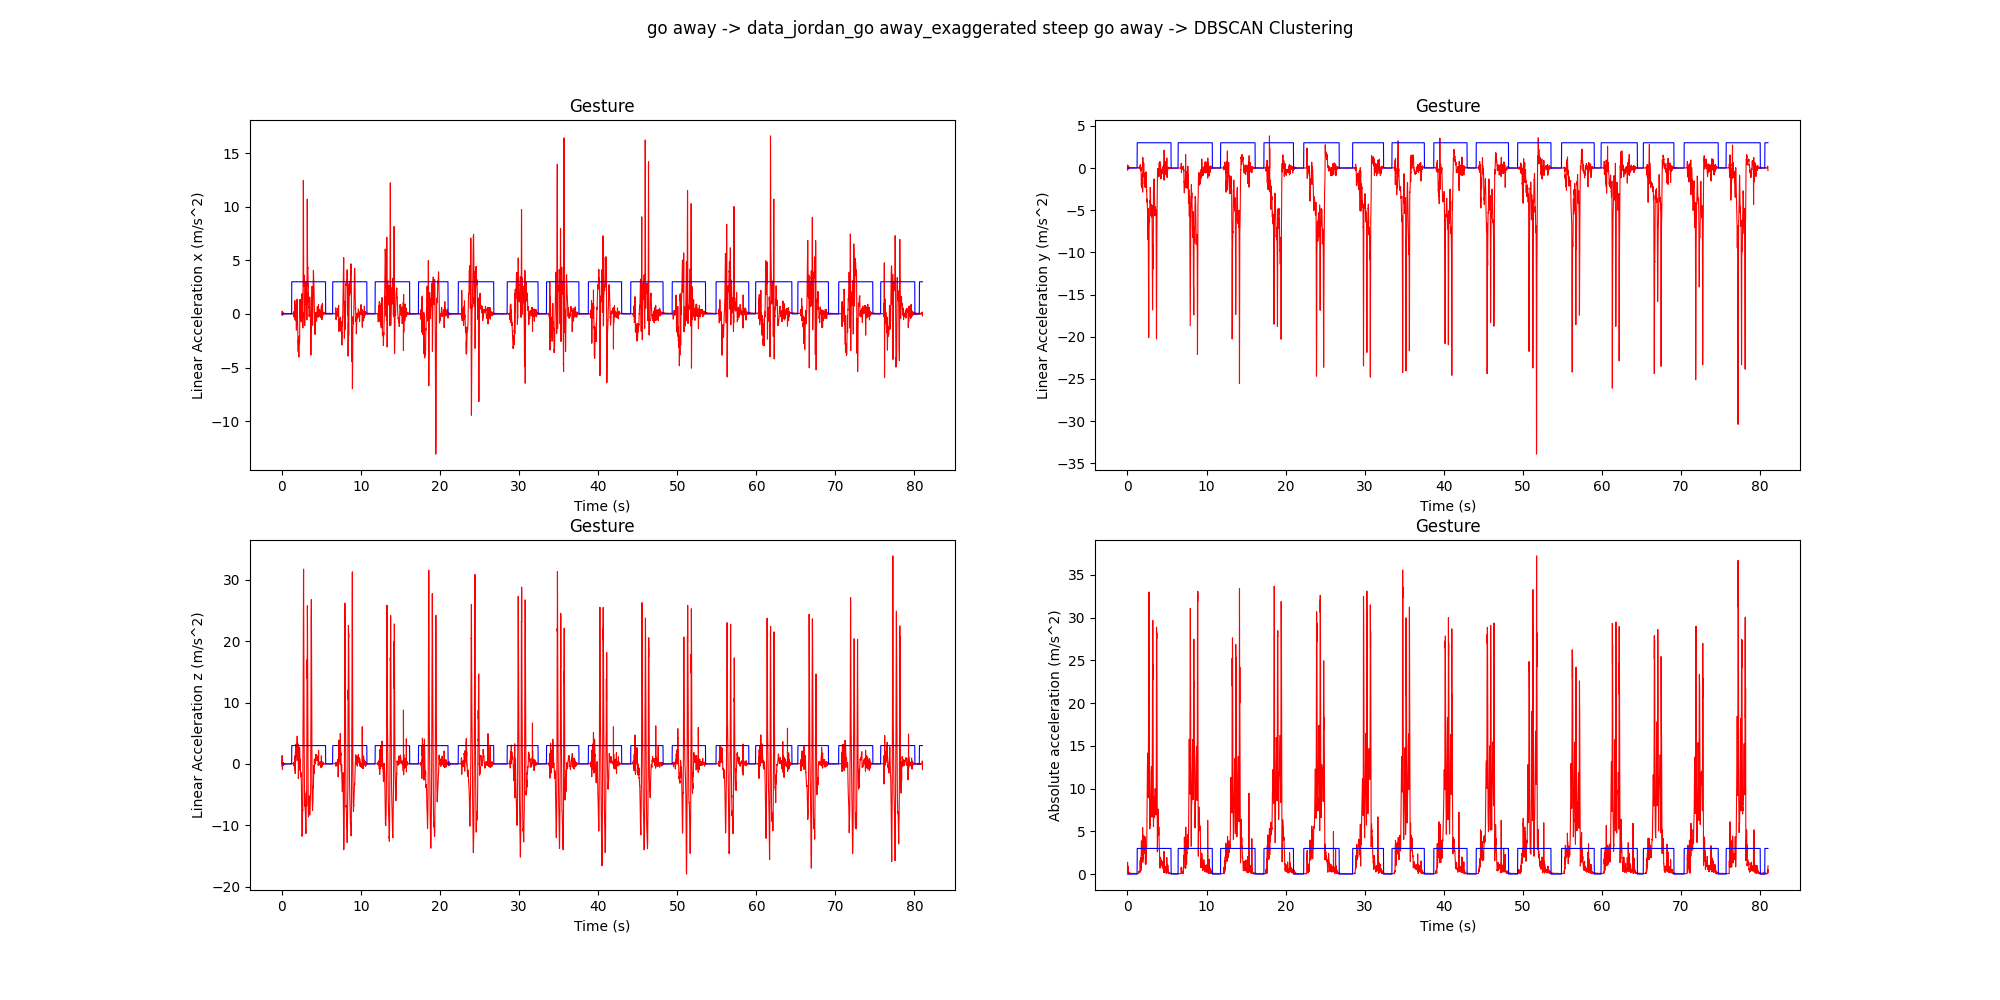 go away -> data_jordan_go away_exaggerated steep go away -> DBSCAN Clustering
Gesture
Linear Acceleration x (m/s^2)
15
10
5
0
−5
−10
0 10 20 30 40 50 60 70 80
Time (s)
Gesture
Linear Acceleration y (m/s^2)
5
0
−5
−10
−15
−20
−25
−30
−35
0 10 20 30 40 50 60 70 80
Time (s)
Gesture
Linear Acceleration z (m/s^2)
30
20
10
0
−10
−20
0 10 20 30 40 50 60 70 80
Time (s)
Gesture
Absolute acceleration (m/s^2)
35
30
25
20
15
10
5
0
0 10 20 30 40 50 60 70 80
Time (s)